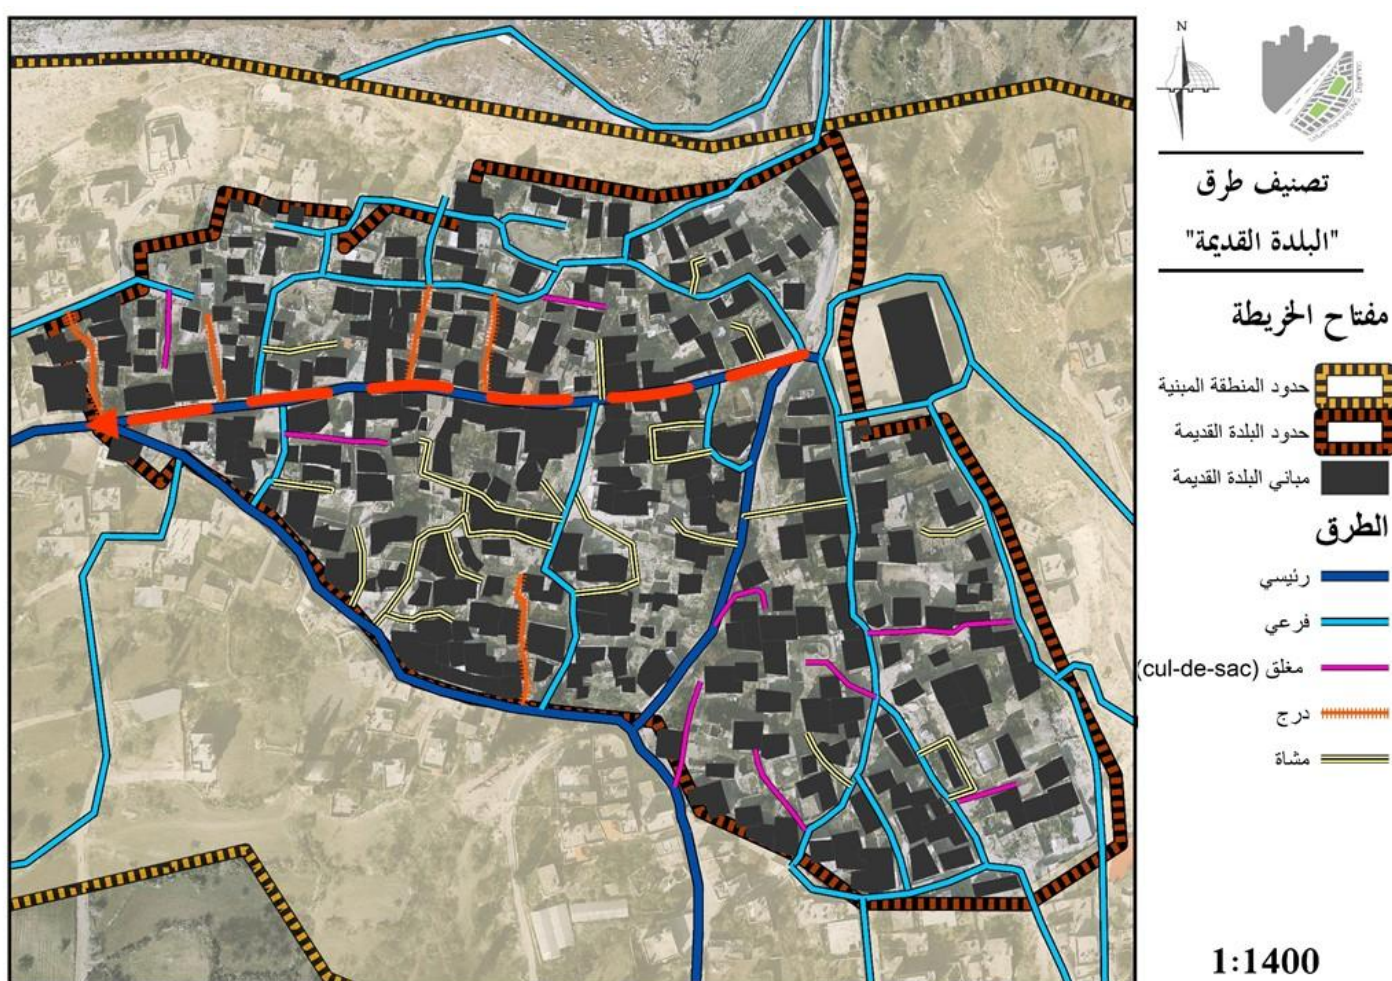 N
تصنيف طرق
"البلدة القديمة"
مفتاح الخريطة
حدود المنطقة المبنية
حدود البلدة القديمة
مباني البلدة القديمة
الطرق
رئيسي
فرعي
مغلق (cul-de-sac)
درج
مشاة
1:1400